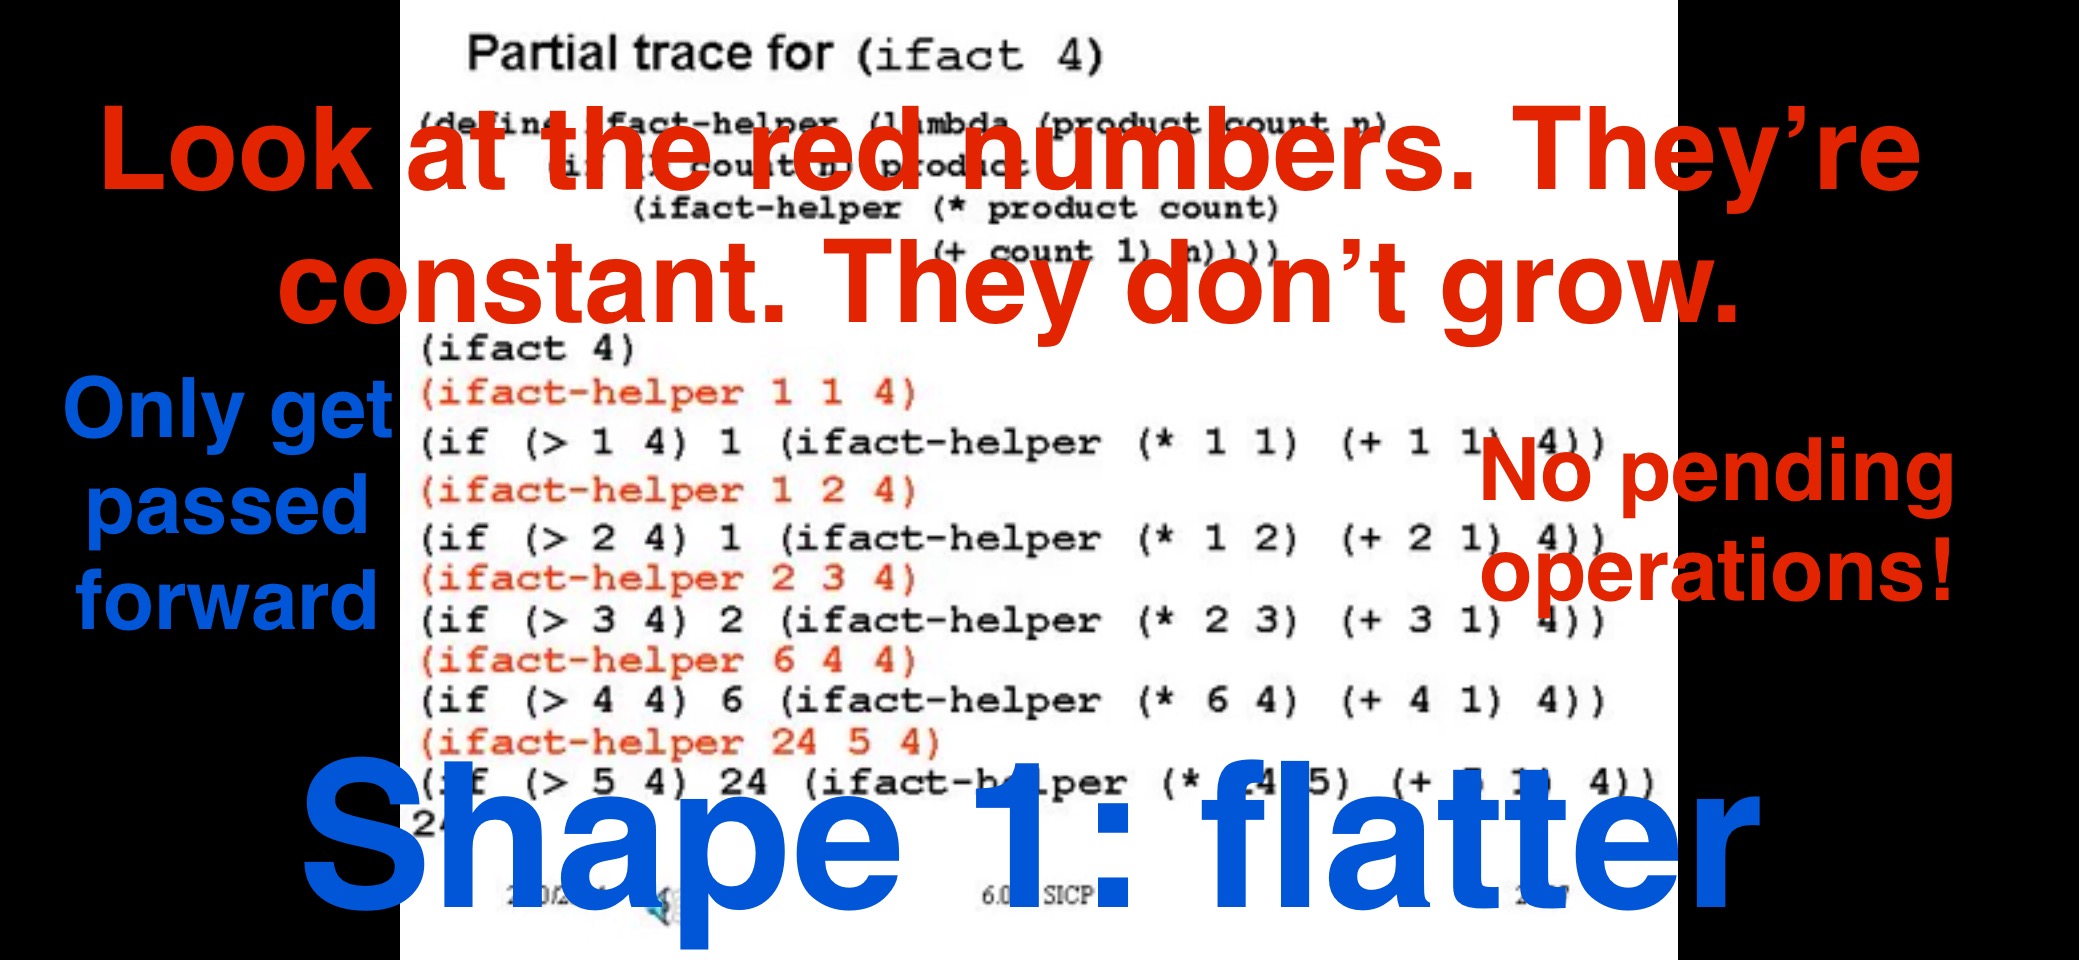 Partial trace for (ifact 4)
Look at the red numbers. They’re
constant. They don’t grow.
(define ifact-helper (lambda (product count n)
(if (> count n) product
(ifact-helper (* product count)
(+ count 1) n))))
(ifact 4)
(ifact-helper 1 1 4)
(if (> 1 4) 1 (ifact-helper (* 1 1) (+ 1 1) 4))
(ifact-helper 1 2 4)
(if (> 2 4) 1 (ifact-helper (* 1 2) (+ 2 1) 4))
(ifact-helper 2 3 4)
(if (> 3 4) 2 (ifact-helper (* 2 3) (+ 3 1) 4))
(ifact-helper 6 4 4)
(if (> 4 4) 6 (ifact-helper (* 6 4) (+ 4 1) 4))
(ifact-helper 24 5 4)
(if (> 5 4) 24 (ifact-helper (* 24 5) (+ 5 1) 4))
24
Only get
passed
forward
No pending
operations!
Shape 1: flatter
SICP